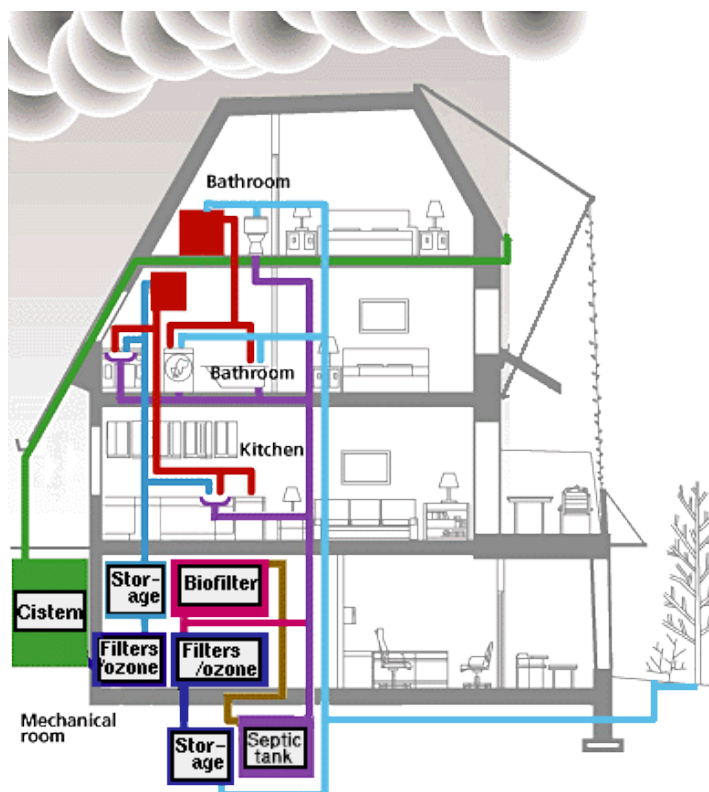 Bathroom
Bathroom
Kitchen
Stor-
age
Biofilter
Cistern
Filters
/ozone
Filters
/ozone
Mechanical
room
Stor-
age
Septic
tank